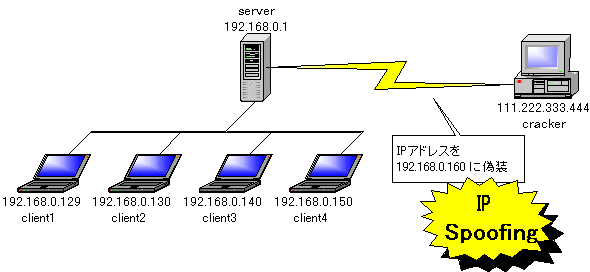 server
192.168.0.1
111.222.333.444
cracker
IPアドレスを
192.168.0.160 に偽装
192.168.0.129
client1
192.168.0.130
client2
192.168.0.140
client3
192.168.0.150
client4
IP
Spoofing